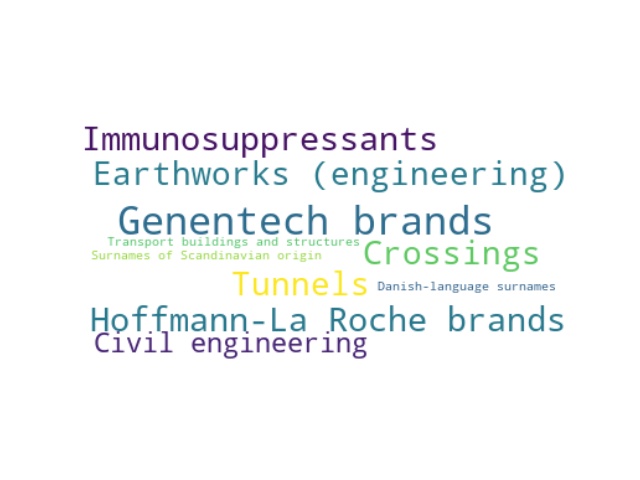 Immunosuppressants
Earthworks (engineering)
Genentech brands
Transport buildings and structures
Crossings
Surnames of Scandinavian origin
Tunnels
Danish-language surnames
Hoffmann-La Roche brands
Civil engineering